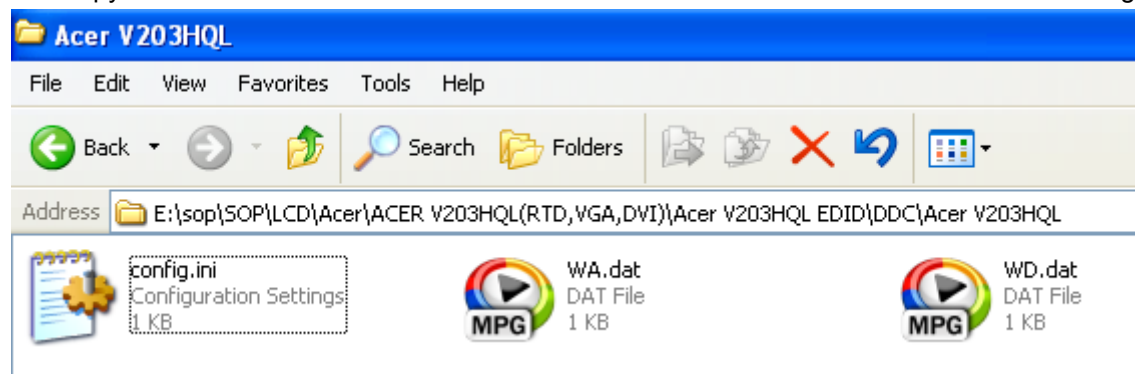 Acer V203HQL
File Edit View Favorites Tools Help
Back Search Folders
Address E:\sop\SOP\LCD\Acer\ACER V203HQL(RTD,VGA,DVI)\Acer V203HQL EDID\DDC\Acer V203HQL
config.ini
Configuration Settings
1 KB
MPG
WA.dat
DAT File
1 KB
MPG
WD.dat
DAT File
1 KB